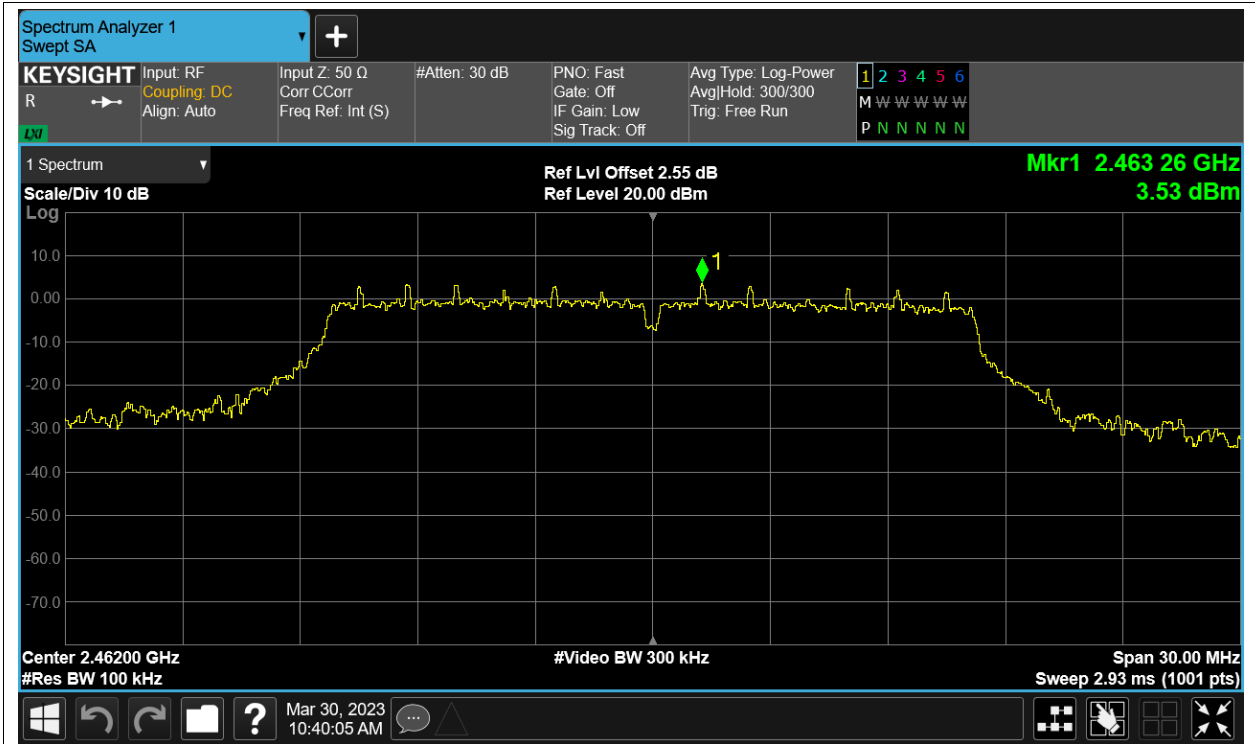 Spectrum Analyzer 1
Swept SA
KEYSIGHT
R
LXI
Input: RF
Coupling: DC
Align: Auto
Input Z: 50 Ω
Corr CCorr
Freq Ref: Int (S)
#Atten: 30 dB
PNO: Fast
Gate: Off
IF Gain: Low
Sig Track: Off
Avg Type: Log-Power
Avg|Hold: 300/300
Trig: Free Run
1 2 3 4 5 6
M W W W W W
P N N N N N
1 Spectrum
Scale/Div 10 dB
Ref Lvl Offset 2.55 dB
Ref Level 20.00 dBm
Mkr1 2.463 26 GHz
3.53 dBm
Log
1
10.0
0.00
-10.0
-20.0
-30.0
-40.0
-50.0
-60.0
-70.0
Center 2.46200 GHz
#Video BW 300 kHz
Span 30.00 MHz
#Res BW 100 kHz
Sweep 2.93 ms (1001 pts)
?
Mar 30, 2023
10:40:05 AM